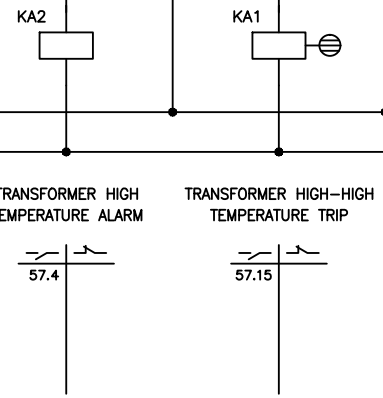 KA2
KA1
TRANSFORMER HIGH
TEMPERATURE ALARM
TRANSFORMER HIGH-HIGH
TEMPERATURE TRIP
57.4
57.15